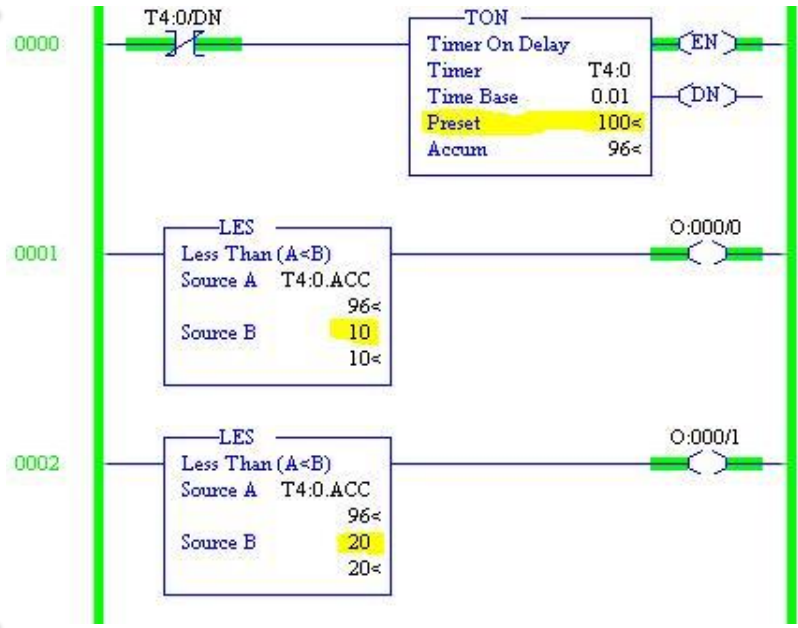 T4:0/DN
TON
0000
Timer On Delay
EN
Timer T4:0
Time Base 0.01
DN
Preset 100<
Accum 96<
LES
O:000/0
0001
Less Than (A<B)
Source A T4:0.ACC
96<
Source B 10
10<
LES
O:000/1
0002
Less Than (A<B)
Source A T4:0.ACC
96<
Source B 20
20<